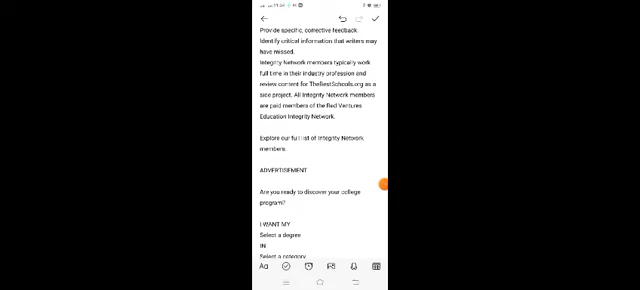 Provide specific, corrective feedback.
Identify critical information that writers may
have missed.
Integrity Network members typically work
full time in their industry profession and
review content for TheBestSchools.org as a
side project. All Integrity Network members
are paid members of the Red Ventures
Education Integrity Network.
Explore our full list of Integrity Network
members.
ADVERTISEMENT
Are you ready to discover your college
program?
I WANT MY
Select a degree
IN
Select a category
Aa